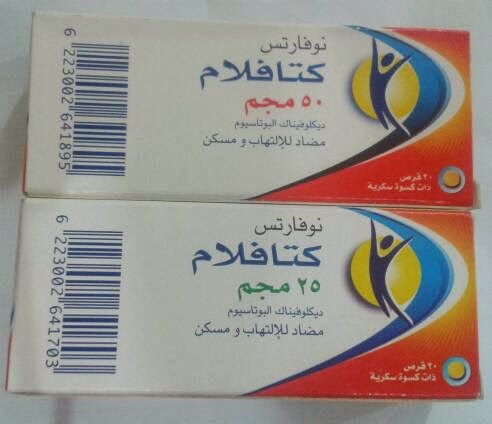 نوفارتس
كتافلام
٥٠ مجم
ديكلوفيناك البوتاسيوم
مضاد للإلتهاب و مسكن
٢٠ قرص
ذات كسوة سكرية
6 223002 641895
نوفارتس
كتافلام
٢٥ مجم
ديكلوفيناك البوتاسيوم
مضاد للإلتهاب و مسكن
٢٠ قرص
ذات كسوة سكرية
6 223002 641703